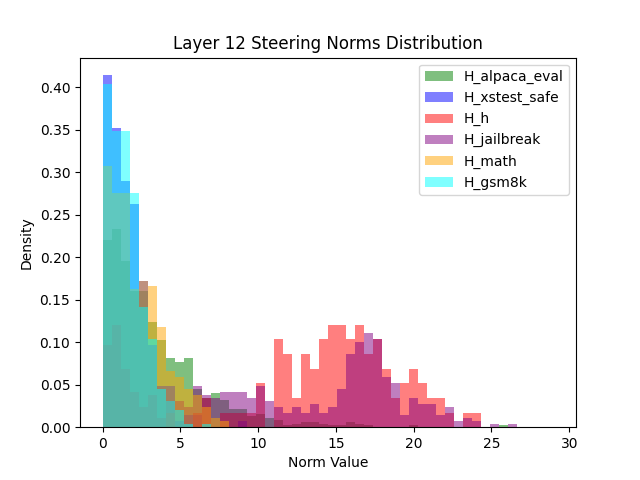 Layer 12 Steering Norms Distribution
H_alpaca_eval
H_xstest_safe
H_h
H_jailbreak
H_math
H_gsm8k
Density
0.40
0.35
0.30
0.25
0.20
0.15
0.10
0.05
0.00
0 5 10 15 20 25 30
Norm Value